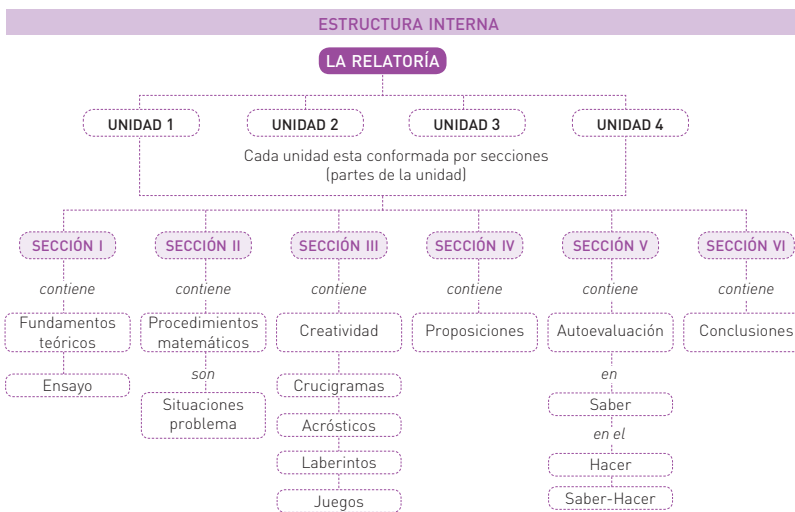 ESTRUCTURA INTERNA
LA RELATORÍA
UNIDAD 1
UNIDAD 2
UNIDAD 3
UNIDAD 4
Cada unidad esta conformada por secciones
(partes de la unidad)
SECCIÓN I
SECCIÓN II
SECCIÓN III
SECCIÓN IV
SECCIÓN V
SECCIÓN VI
contiene
contiene
contiene
contiene
contiene
contiene
Fundamentos
teóricos
Procedimientos
matemáticos
Creatividad
Proposiciones
Autoevaluación
Conclusiones
Ensayo
son
Situaciones
problema
Crucigramas
Acrósticos
Laberintos
Juegos
en
Saber
en el
Hacer
Saber-Hacer